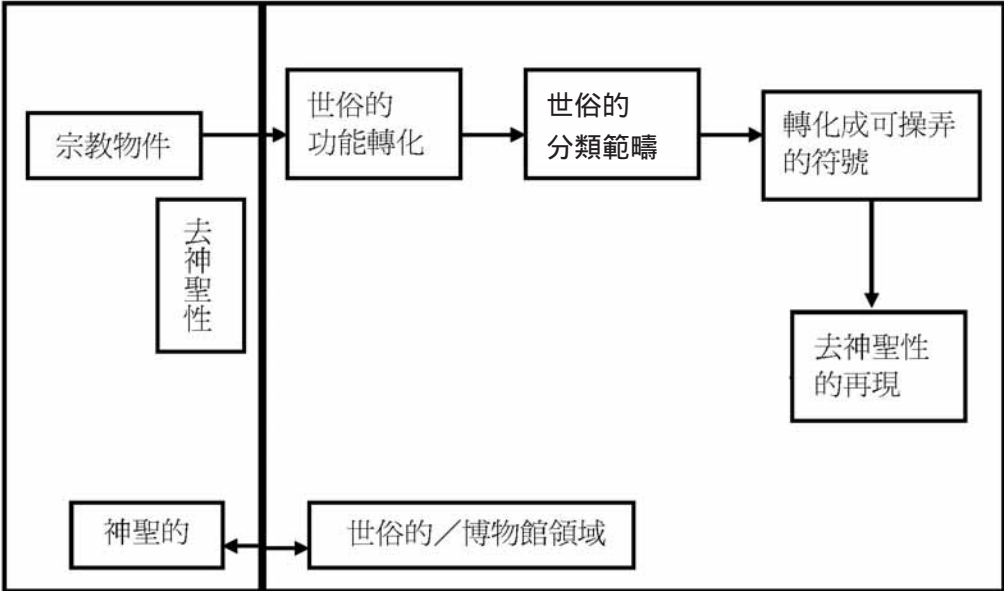 宗教物件
世俗的
功能轉化
世俗的
分類範疇
轉化成可操弄
的符號
去神聖性
去神聖性
的再現
神聖的
世俗的／博物館領域